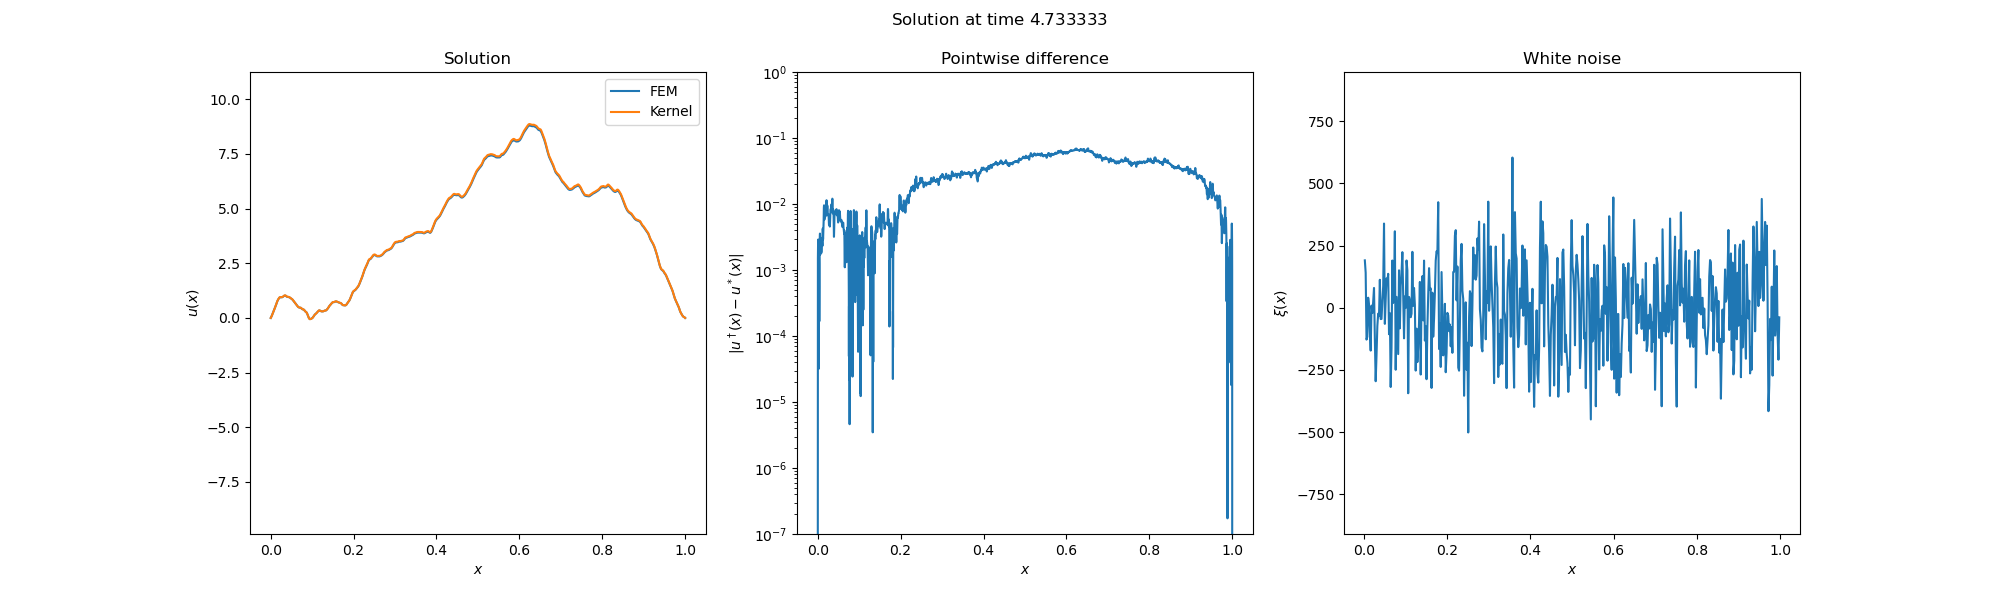 Solution at time 4.733333
Solution
10.0
7.5
5.0
2.5
0.0
−2.5
−5.0
−7.5
u(x)
FEM
Kernel
0.0 0.2 0.4 0.6 0.8 1.0
x
Pointwise difference
10⁰
10⁻¹
10⁻²
10⁻³
10⁻⁴
10⁻⁵
10⁻⁶
10⁻⁷
|u†(x) − u*(x)|
0.0 0.2 0.4 0.6 0.8 1.0
x
White noise
750
500
250
0
−250
−500
−750
ξ(x)
0.0 0.2 0.4 0.6 0.8 1.0
x